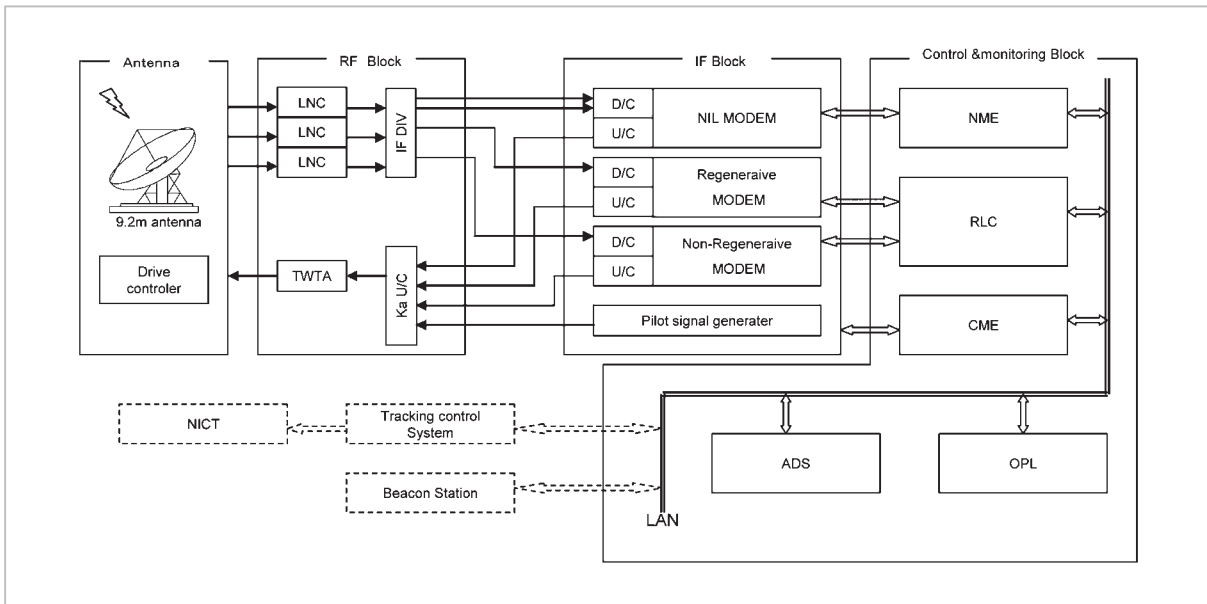 Antenna
RF Block
IF Block
Control &monitoring Block
LNC
LNC
LNC
IF DIV
9.2m antenna
Drive
controler
TWTA
Ka U/C
D/C
U/C
NIL MODEM
D/C
U/C
Regeneraive
MODEM
D/C
U/C
Non-Regeneraive
MODEM
Pilot signal generater
NME
RLC
CME
NICT
Tracking control
System
Beacon Station
LAN
ADS
OPL